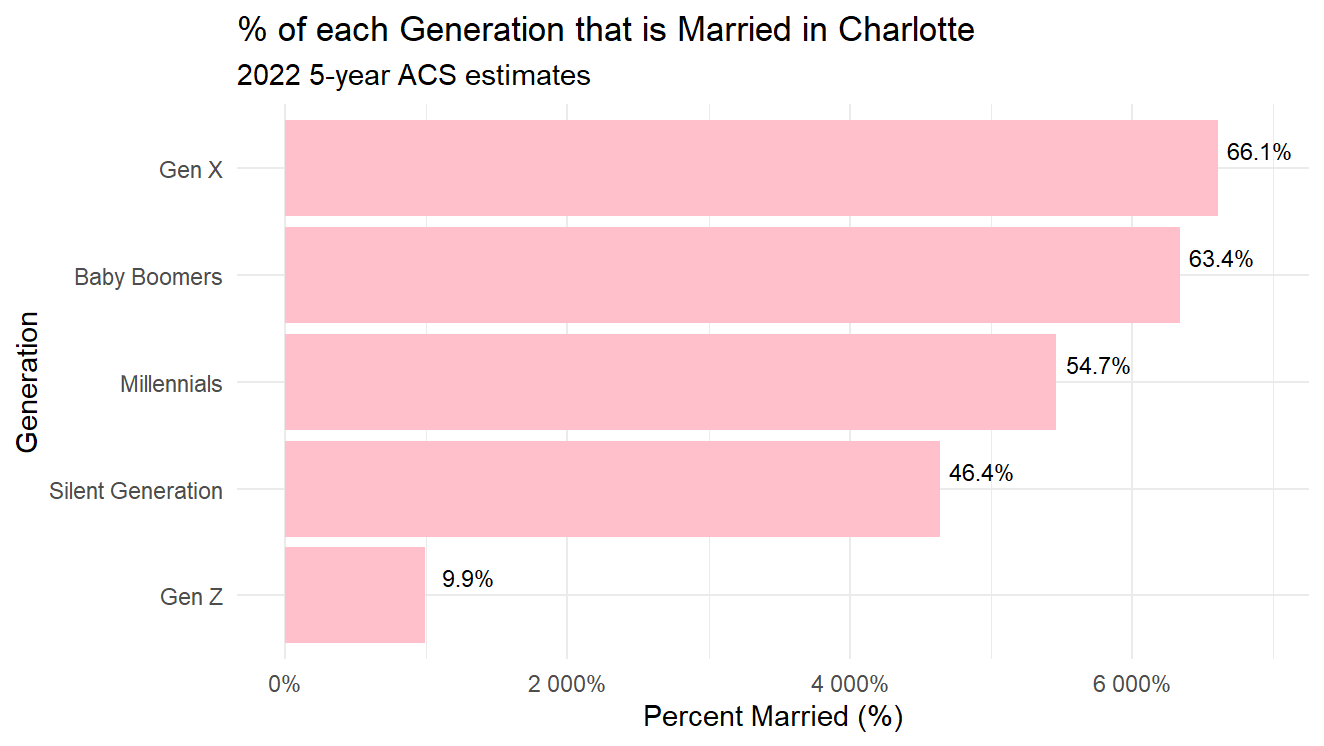 % of each Generation that is Married in Charlotte
2022 5-year ACS estimates
Generation
Gen X
66.1%
Baby Boomers
63.4%
Millennials
54.7%
Silent Generation
46.4%
Gen Z
9.9%
0%
2 000%
4 000%
6 000%
Percent Married (%)